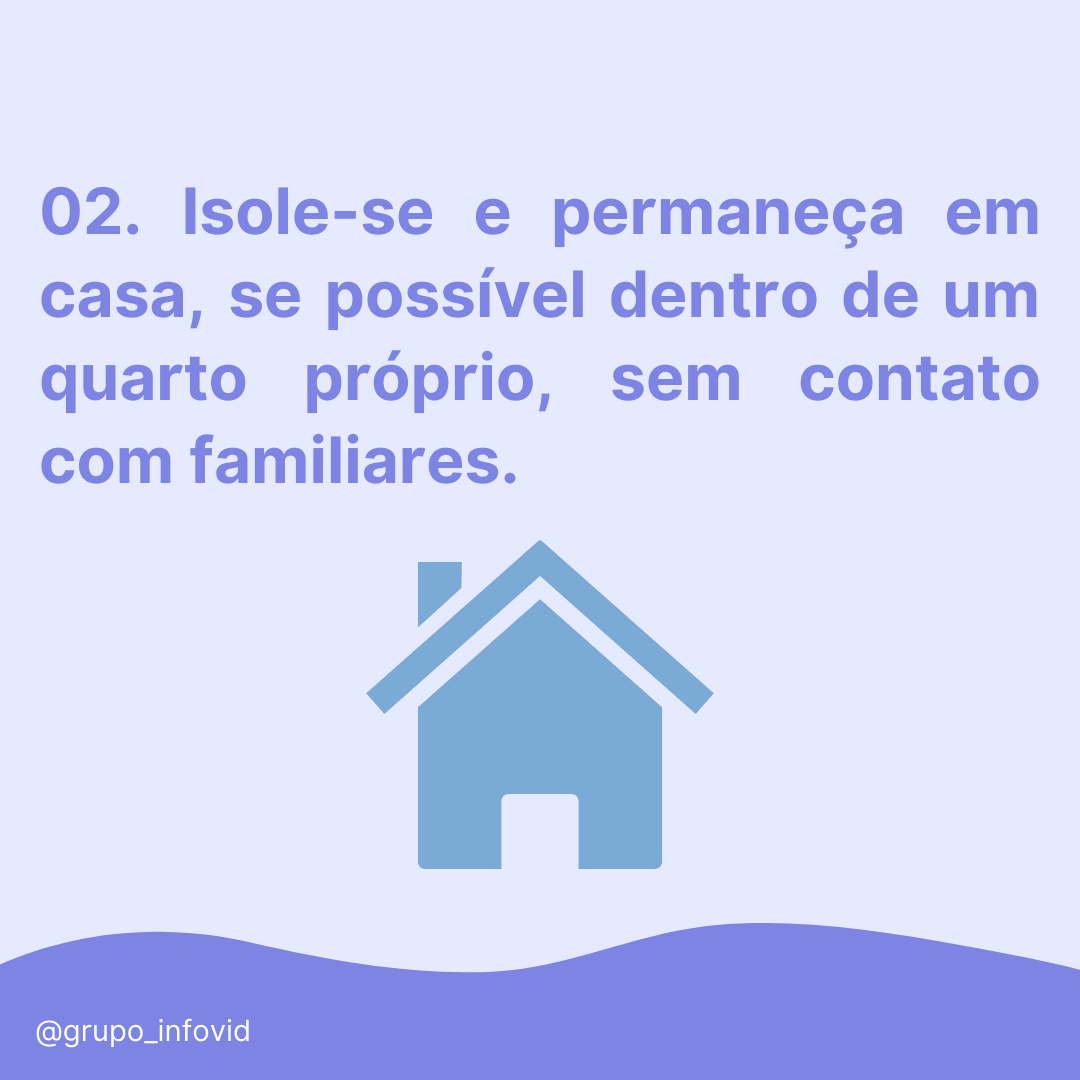 02. Isole-se e permaneça em
casa, se possível dentro de um
quarto próprio, sem contato
com familiares.
@grupo_infovid